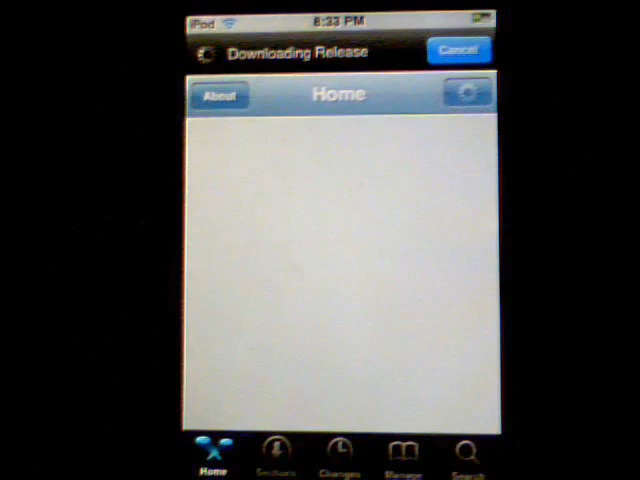 iPod 8:33 PM
Downloading Release Cancel
About Home
Home Sections Changes Manage Search